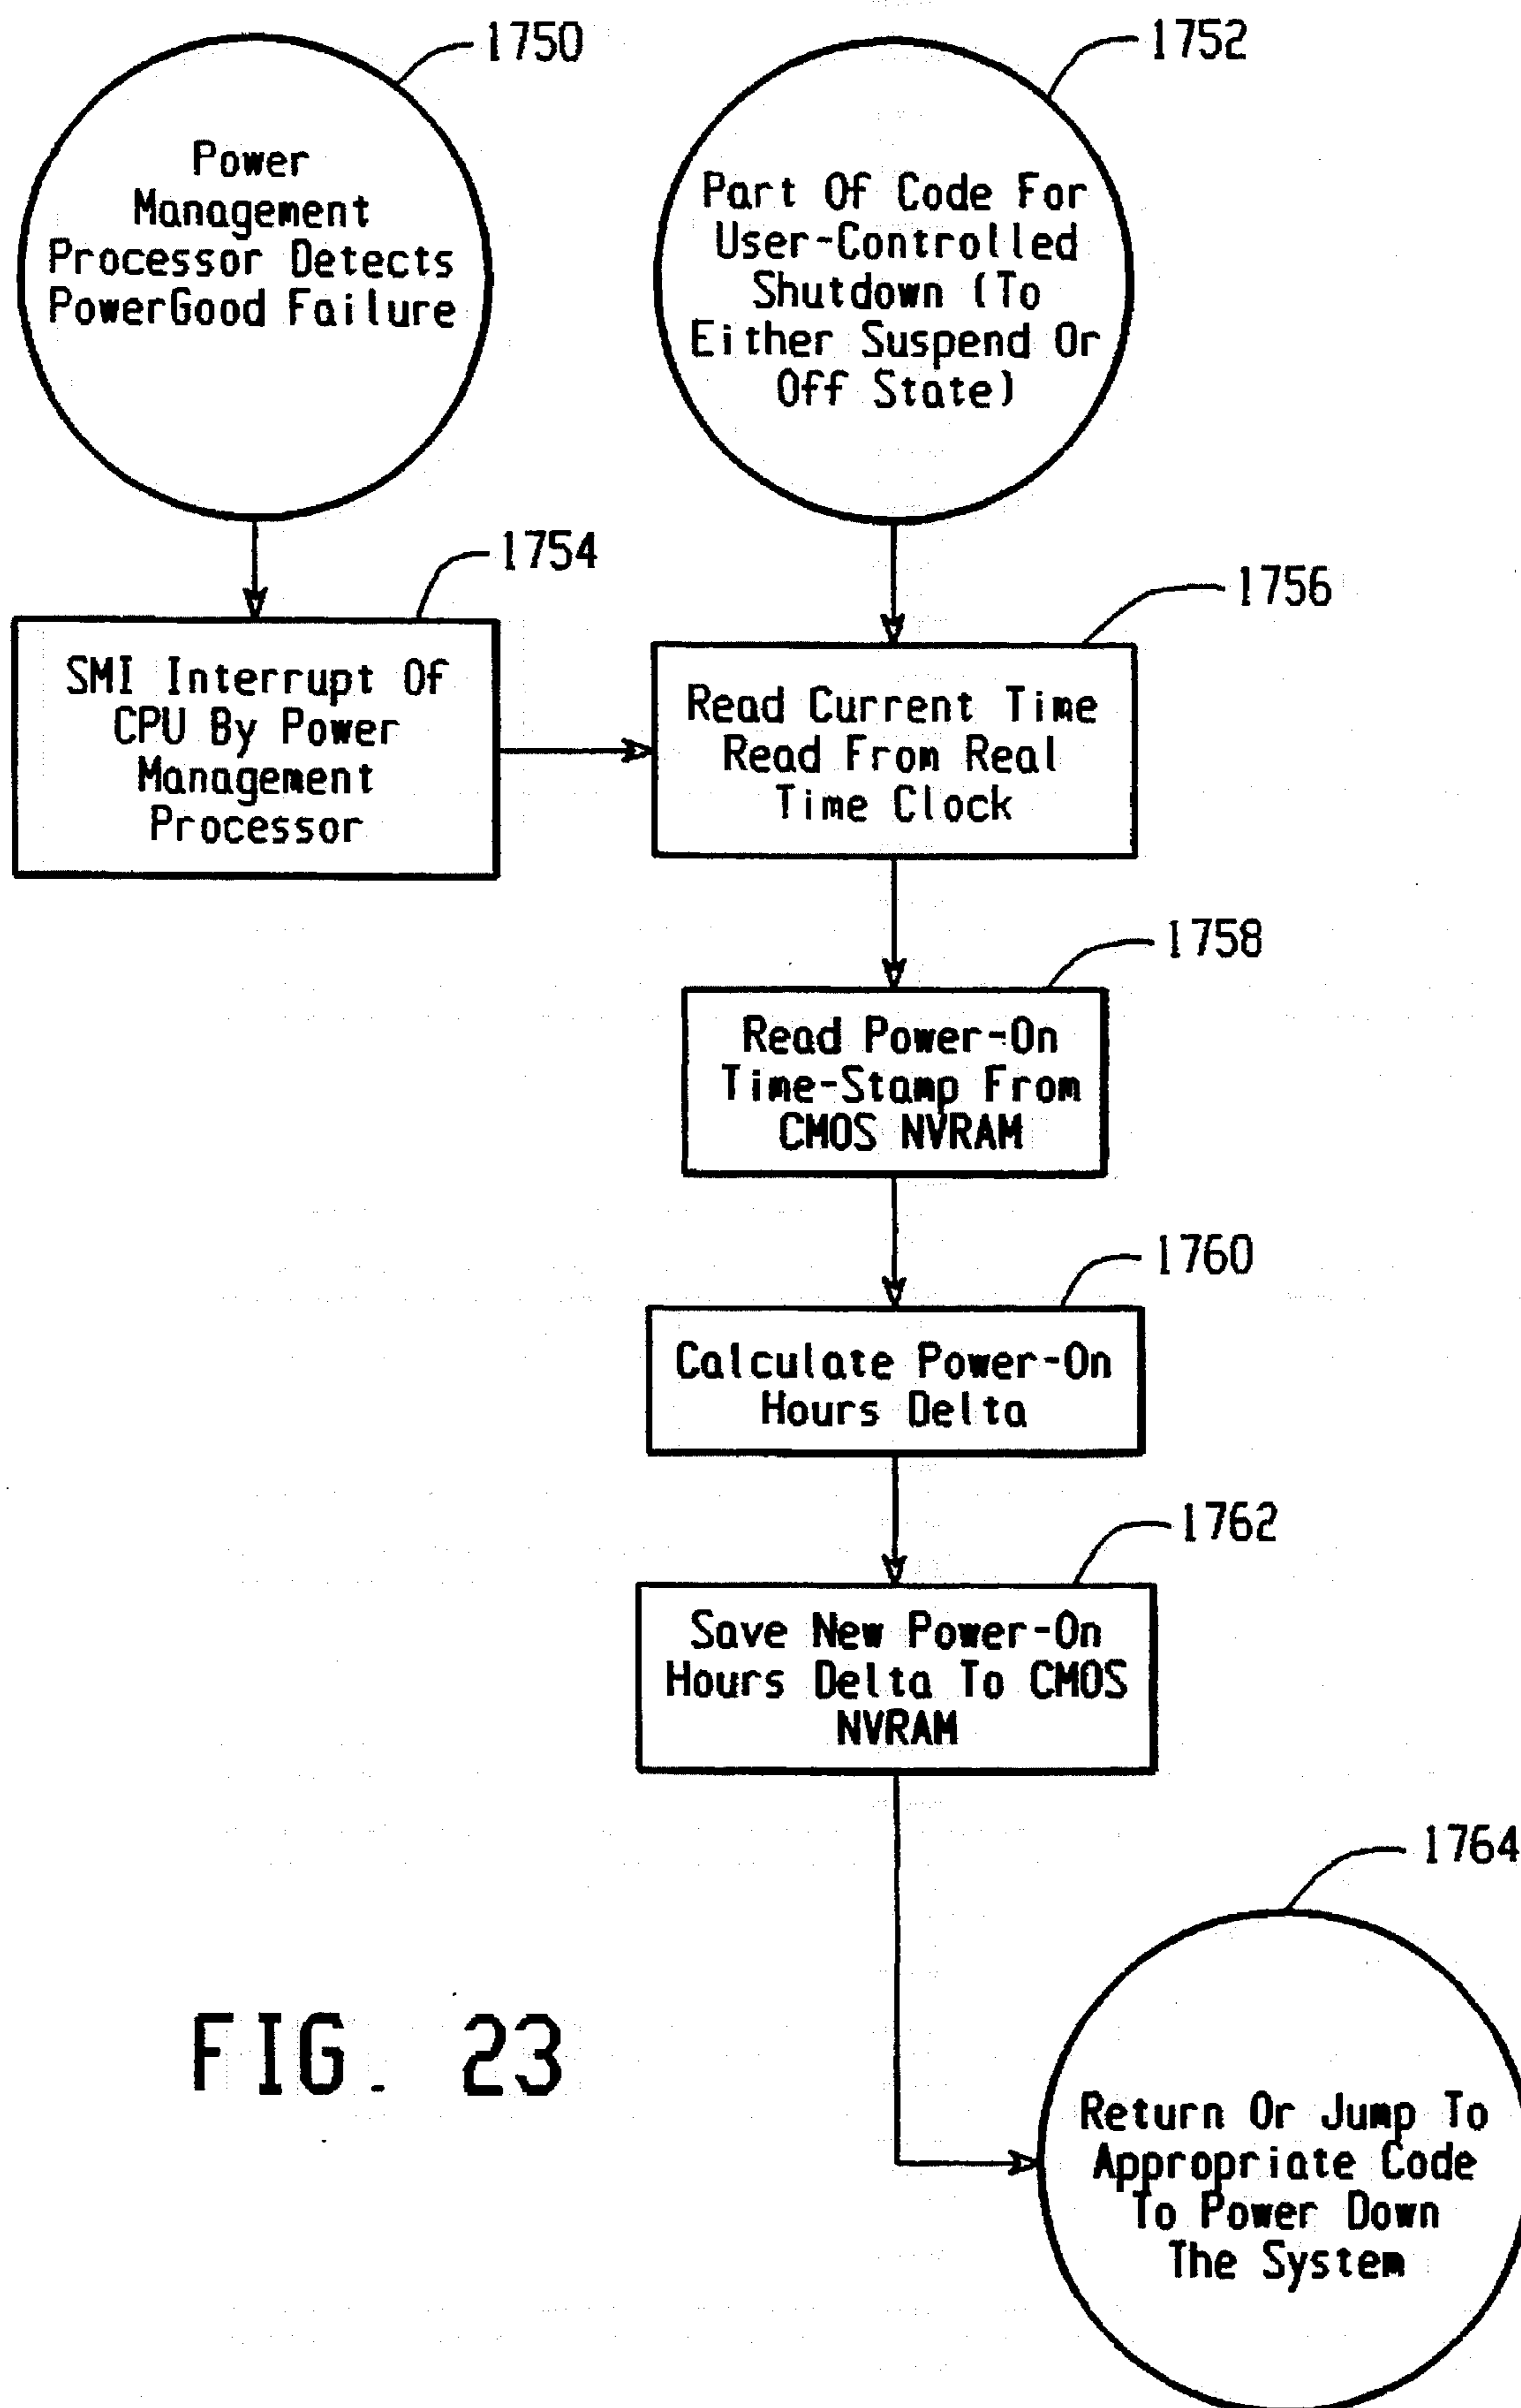 1750
Power
Management
Processor Detects
PowerGood Failure
1752
Part Of Code For
User-Controlled
Shutdown (To
Either Suspend Or
Off State)
1754
SMI Interrupt Of
CPU By Power
Management
Processor
1756
Read Current Time
Read From Real
Time Clock
1758
Read Power-On
Time-Stamp From
CMOS NVRAM
1760
Calculate Power-On
Hours Delta
1762
Save New Power-On
Hours Delta To CMOS
NVRAM
1764
Return Or Jump To
Appropriate Code
To Power Down
The System
FIG. 23